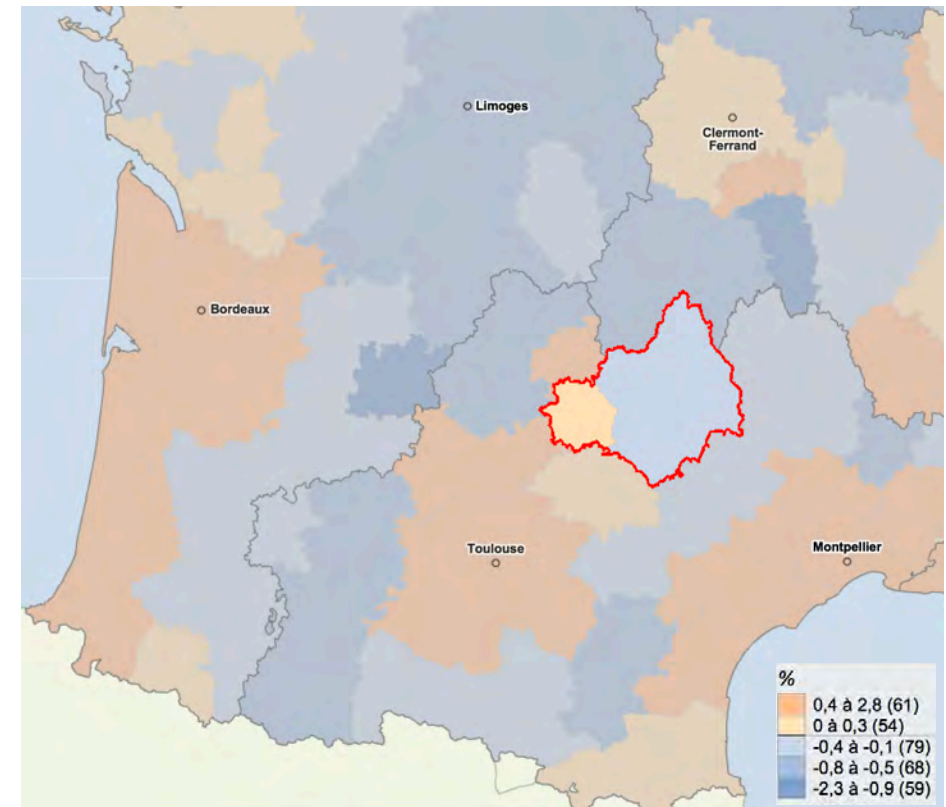 Limoges
Clermont-
Ferrand
Bordeaux
Toulouse
Montpellier
%
0,4 à 2,8 (61)
0 à 0,3 (54)
-0,4 à -0,1 (79)
-0,8 à -0,5 (68)
-2,3 à -0,9 (59)